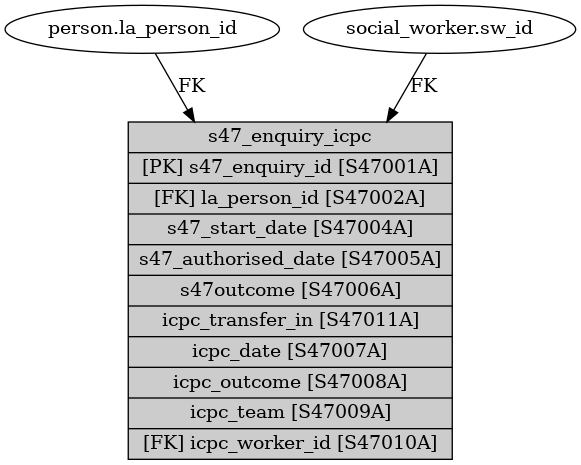 person.la_person_id
social_worker.sw_id
FK
FK
s47_enquiry_icpc
[PK] s47_enquiry_id [S47001A]
[FK] la_person_id [S47002A]
s47_start_date [S47004A]
s47_authorised_date [S47005A]
s47outcome [S47006A]
icpc_transfer_in [S47011A]
icpc_date [S47007A]
icpc_outcome [S47008A]
icpc_team [S47009A]
[FK] icpc_worker_id [S47010A]